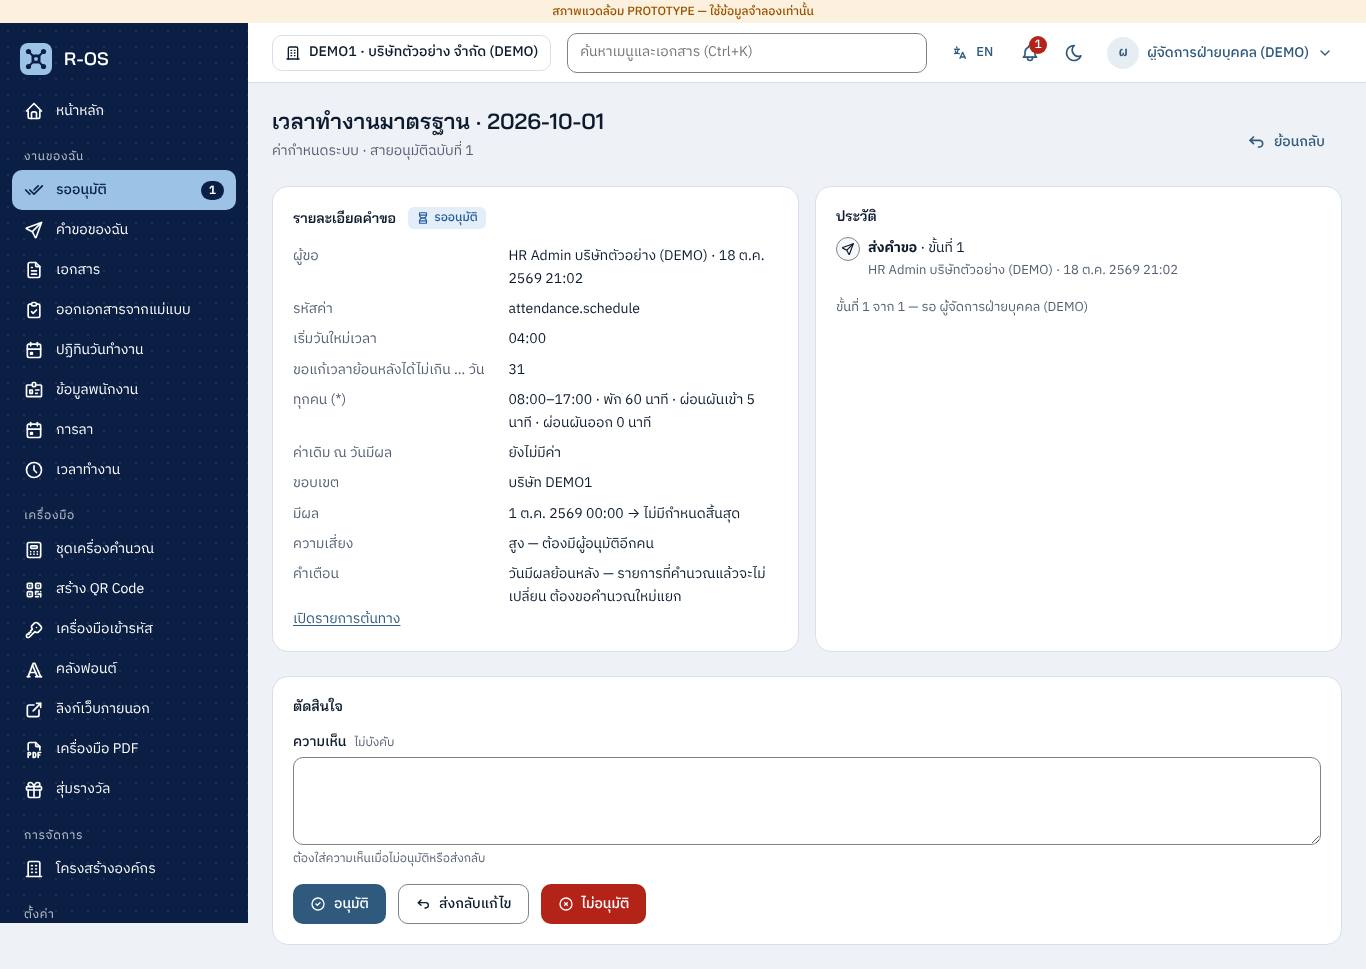 สภาพแวดล้อม PROTOTYPE — ใช้ข้อมูลจำลองเท่านั้น
R-OS
DEMO1 · บริษัทตัวอย่าง จำกัด (DEMO)
ค้นหาเมนูและเอกสาร (Ctrl+K)
EN
1
ผ
ผู้จัดการฝ่ายบุคคล (DEMO)
หน้าหลัก
งานของฉัน
รออนุมัติ
1
คำขอของฉัน
เอกสาร
ออกเอกสารจากแม่แบบ
ปฏิทินวันทำงาน
ข้อมูลพนักงาน
การลา
เวลาทำงาน
เครื่องมือ
ชุดเครื่องคำนวณ
สร้าง QR Code
เครื่องมือเข้ารหัส
คลังฟอนต์
ลิงก์เว็บภายนอก
เครื่องมือ PDF
สุ่มรางวัล
การจัดการ
โครงสร้างองค์กร
ตั้งค่า
เวลาทำงานมาตรฐาน · 2026-10-01
ค่ากำหนดระบบ · สายอนุมัติฉบับที่ 1
ย้อนกลับ
รายละเอียดคำขอ
รออนุมัติ
ผู้ขอ
HR Admin บริษัทตัวอย่าง (DEMO) · 18 ต.ค.
2569 21:02
รหัสค่า
attendance.schedule
เริ่มวันใหม่เวลา
04:00
ขอแก้เวลาย้อนหลังได้ไม่เกิน ... วัน
31
ทุกคน (*)
08:00–17:00 · พัก 60 นาที · ผ่อนผันเข้า 5
นาที · ผ่อนผันออก 0 นาที
ค่าเดิม ณ วันมีผล
ยังไม่มีค่า
ขอบเขต
บริษัท DEMO1
มีผล
1 ต.ค. 2569 00:00 → ไม่มีกำหนดสิ้นสุด
ความเสี่ยง
สูง — ต้องมีผู้อนุมัติอีกคน
คำเตือน
วันมีผลย้อนหลัง — รายการที่คำนวณแล้วจะไม่
เปลี่ยน ต้องขอคำนวณใหม่แยก
เปิดรายการต้นทาง
ประวัติ
ส่งคำขอ · ขั้นที่ 1
HR Admin บริษัทตัวอย่าง (DEMO) · 18 ต.ค. 2569 21:02
ขั้นที่ 1 จาก 1 — รอ ผู้จัดการฝ่ายบุคคล (DEMO)
ตัดสินใจ
ความเห็น ไม่บังคับ
ต้องใส่ความเห็นเมื่อไม่อนุมัติหรือส่งกลับ
อนุมัติ
ส่งกลับแก้ไข
ไม่อนุมัติ